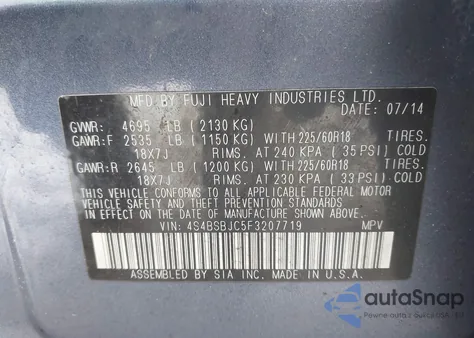 MFD. BY FUJI HEAVY INDUSTRIES LTD.
DATE: 07/14
GVWR: 4695 LB (2130 KG)
GAWR:F 2535 LB (1150 KG) WITH 225/60R18 TIRES.
18X7J RIMS. AT 240 KPA (35 PSI) COLD
GAWR:R 2645 LB (1200 KG) WITH 225/60R18 TIRES.
18X7J RIMS. AT 230 KPA (33 PSI) COLD
THIS VEHICLE CONFORMS TO ALL APPLICABLE FEDERAL MOTOR
VEHICLE SAFETY AND THEFT PREVENTION STANDARDS IN EFFECT
ON THE DATE OF MANUFACTURE SHOWN ABOVE.
VIN: 4S4BSBJC5F3207719 MPV
ASSEMBLED BY SIA INC. MADE IN U.S.A.
autoSnap
Pewne auto z USA